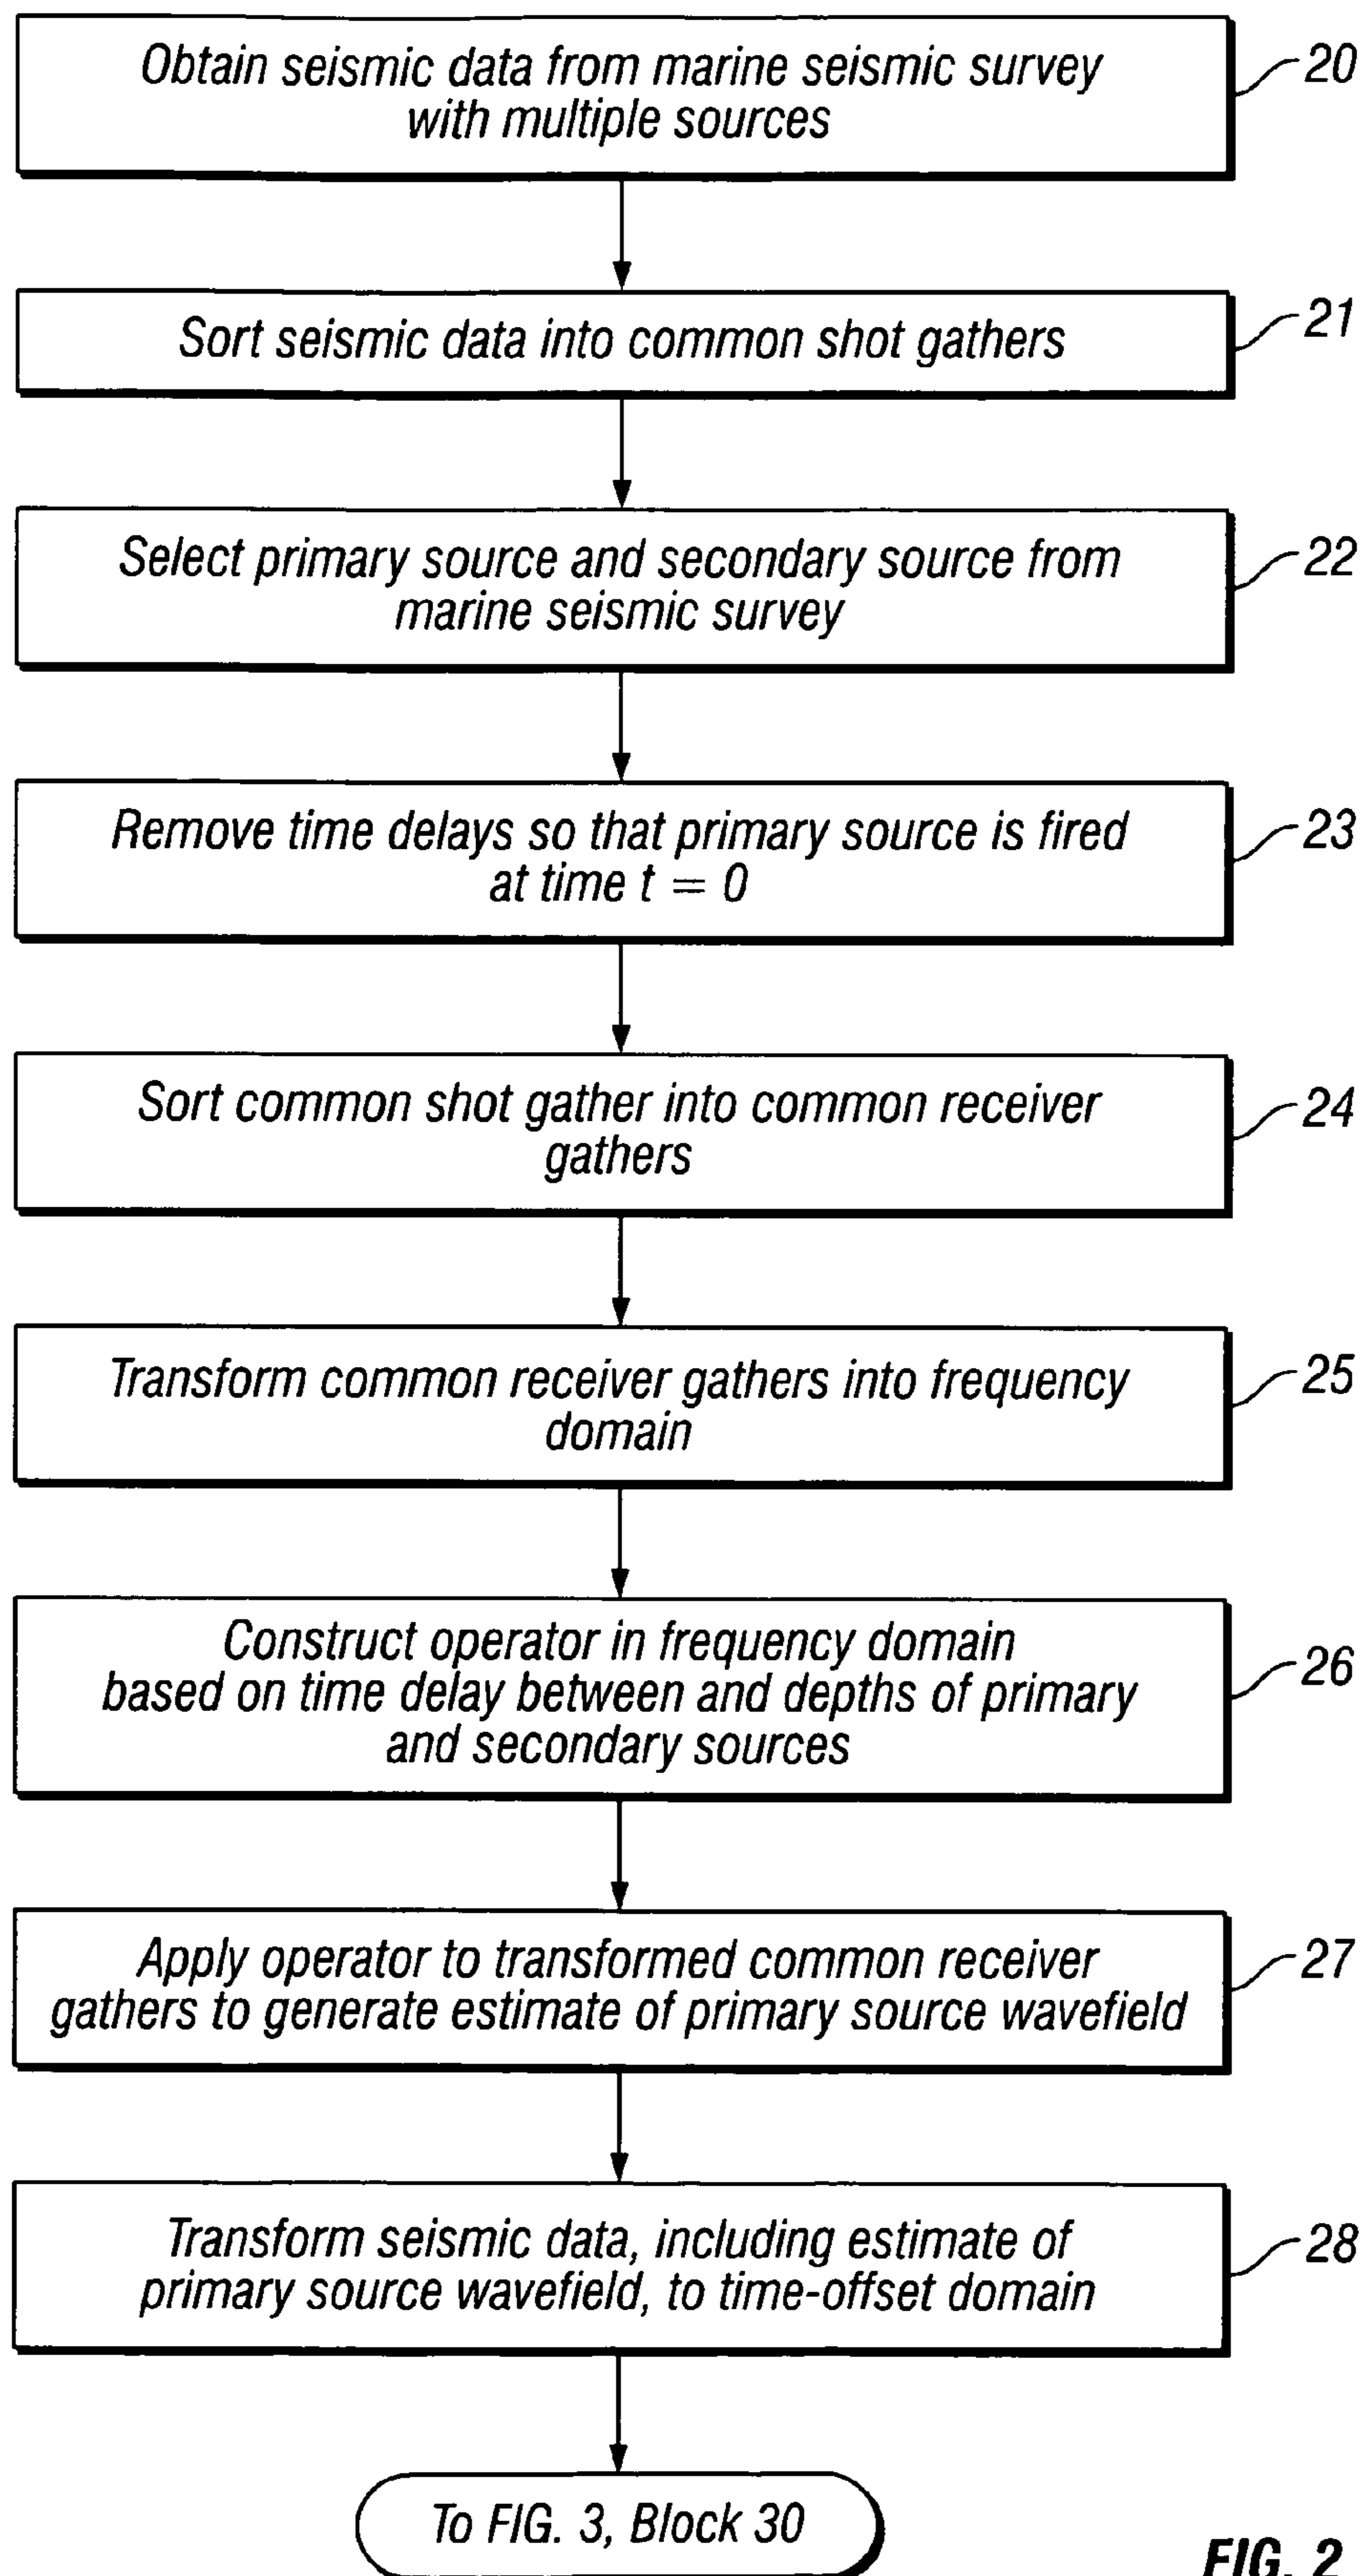 Obtain seismic data from marine seismic survey
with multiple sources
20
Sort seismic data into common shot gathers
21
Select primary source and secondary source from
marine seismic survey
22
Remove time delays so that primary source is fired
at time t = 0
23
Sort common shot gather into common receiver
gathers
24
Transform common receiver gathers into frequency
domain
25
Construct operator in frequency domain
based on time delay between and depths of primary
and secondary sources
26
Apply operator to transformed common receiver
gathers to generate estimate of primary source wavefield
27
Transform seismic data, including estimate of
primary source wavefield, to time-offset domain
28
To FIG. 3, Block 30
FIG. 2